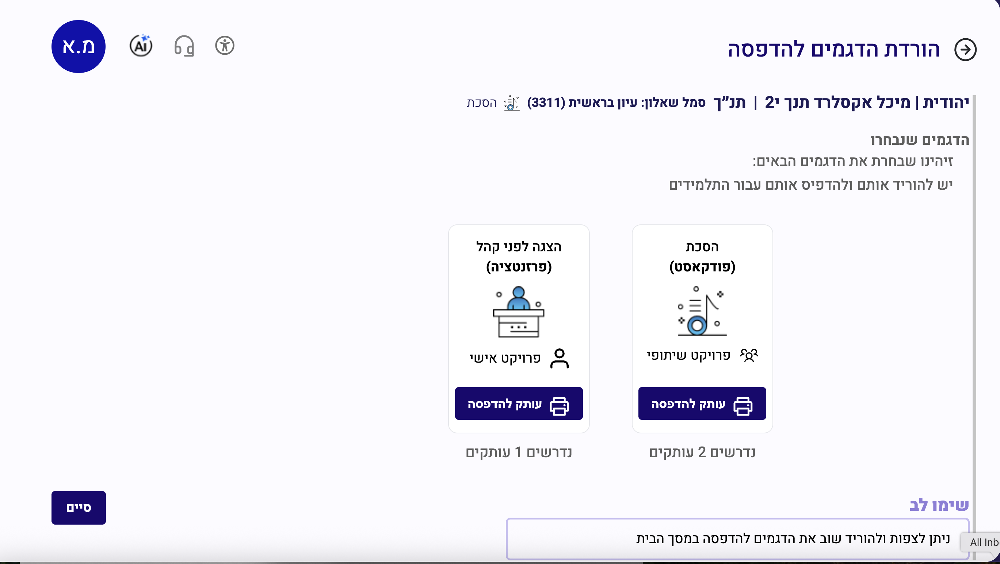 הורדת הדגמים להדפסה
AI
מ.א
יהודית | מיכל אקסלרד תנך י2 | תנ״ך סמל שאלון: עיון בראשית (3311) הסכת
הדגמים שנבחרו
זיהינו שבחרת את הדגמים הבאים:
יש להוריד אותם ולהדפיס אותם עבור התלמידים
הסכת
(פודקאסט)
פרויקט שיתופי
עותק להדפסה
נדרשים 2 עותקים
הצגה לפני קהל
(פרזנטציה)
פרויקט אישי
עותק להדפסה
נדרשים 1 עותקים
שימו לב
ניתן לצפות ולהוריד שוב את הדגמים להדפסה במסך הבית
סיים
All Inb